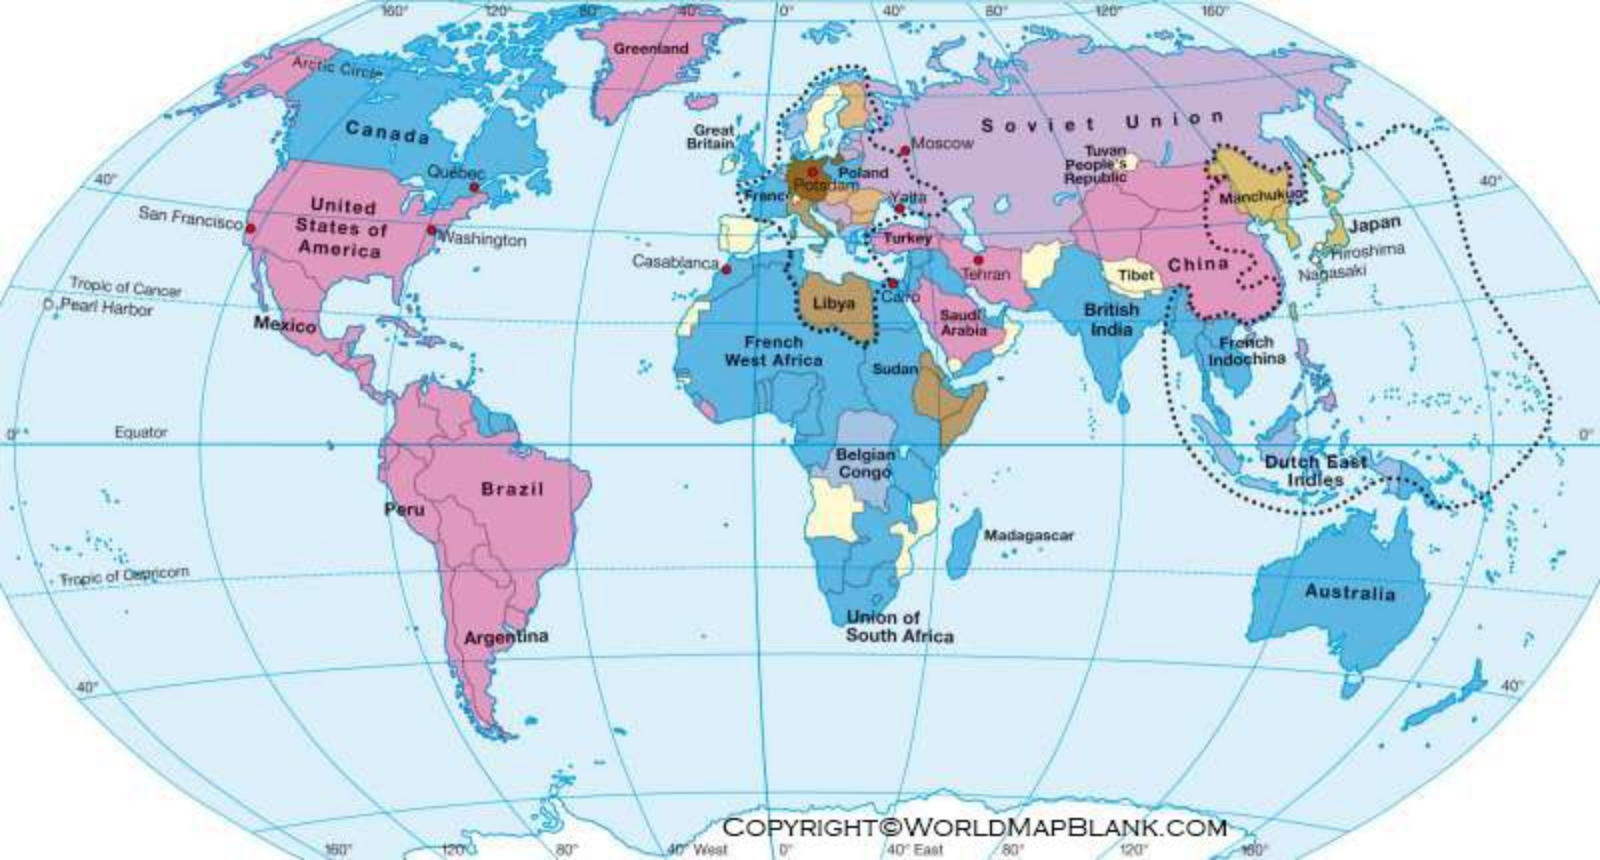 160°
120°
80°
40°
0°
40°
80°
120°
160°
Greenland
Arctic Circle
Canada
Great
Britain
Soviet Union
Moscow
Tuvan
People's
Republic
Québec
Poland
Potsdam
France
Yalta
Manchukuo
40°
40°
San Francisco
United
States of
America
Washington
Turkey
Japan
Hiroshima
Nagasaki
Casablanca
Tehran
Tibet
China
Tropic of Cancer
Pearl Harbor
Cairo
Libya
Mexico
Saudi
Arabia
British
India
French
West Africa
French
Indochina
Sudan
0°
Equator
0°
Belgian
Congo
Dutch East
Indies
Brazil
Peru
Madagascar
Tropic of Capricorn
Australia
Union of
South Africa
Argentina
40°
40°
Copyright©WorldMapBlank.com
160°
120°
80°
40° West
0°
40° East
80°
120°
160°